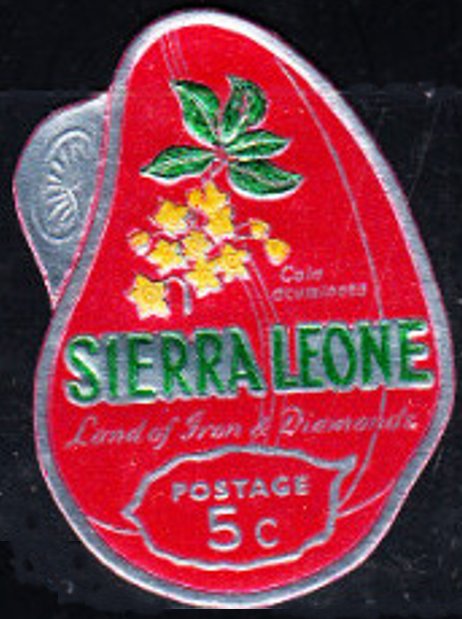 Cola
acuminata
SIERRA LEONE
Land of Iron & Diamonds
POSTAGE
5c